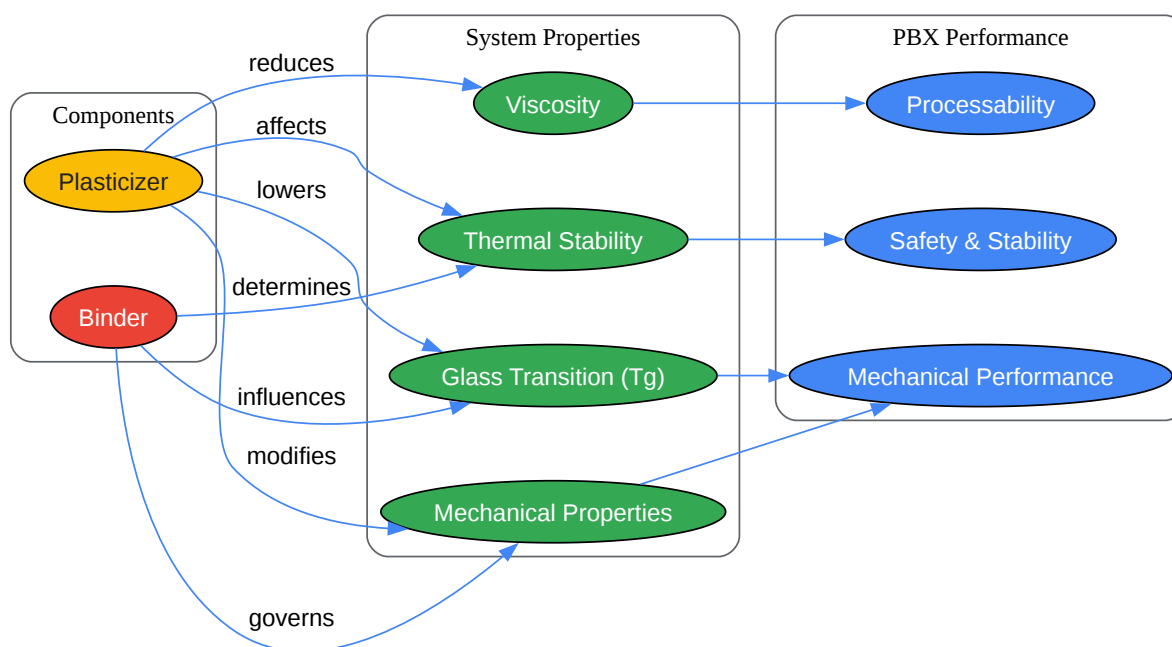 System Properties
PBX Performance
reduces
Viscosity
Processability
Components
affects
Plasticizer
lowers
Thermal Stability
Safety & Stability
determines
Binder
Glass Transition (Tg)
Mechanical Performance
influences
modifies
Mechanical Properties
governs